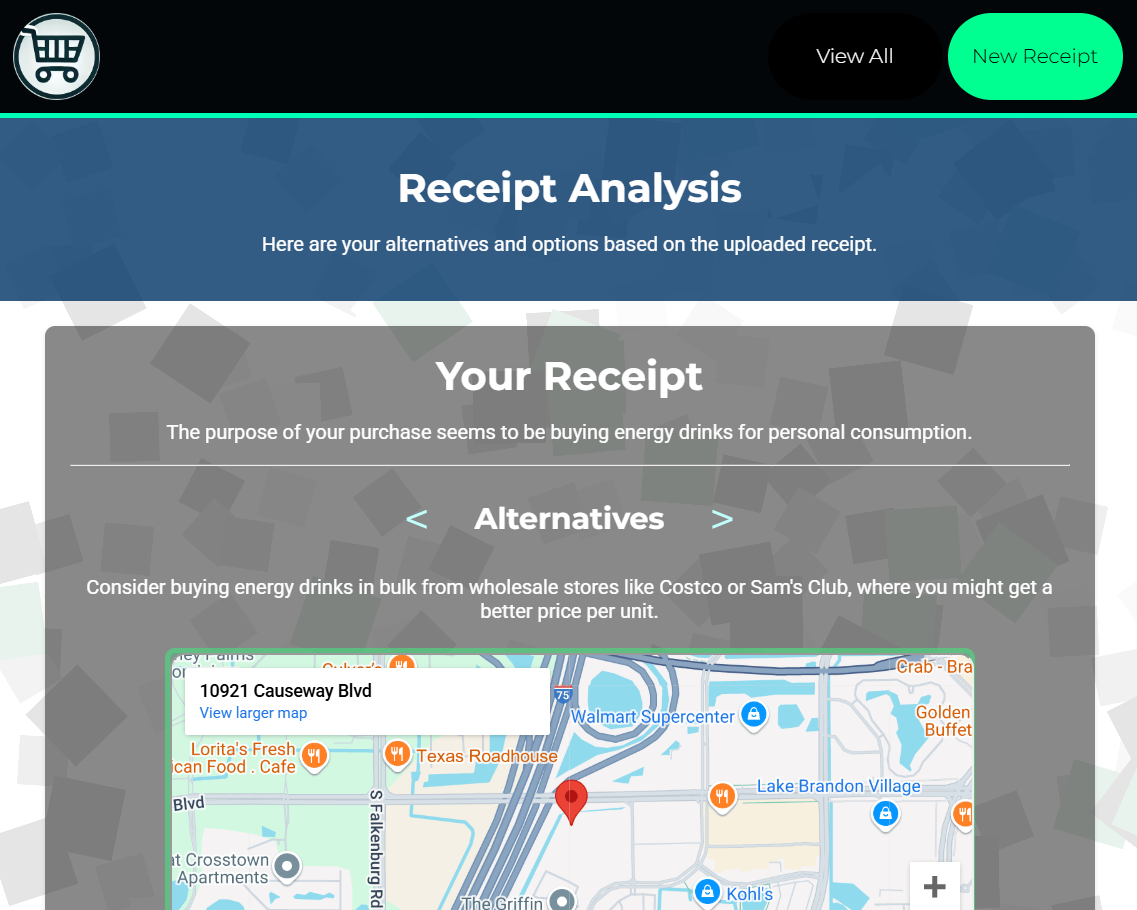 View All
New Receipt
Receipt Analysis
Here are your alternatives and options based on the uploaded receipt.
Your Receipt
The purpose of your purchase seems to be buying energy drinks for personal consumption.
< Alternatives >
Consider buying energy drinks in bulk from wholesale stores like Costco or Sam's Club, where you might get a
better price per unit.
Culver's
Crab - Bra
10921 Causeway Blvd
View larger map
75
Walmart Supercenter
Golden
Buffet
Lorita's Fresh
ican Food . Cafe
Texas Roadhouse
Lake Brandon Village
Blvd
S Falkenburg Rd
at Crosstown
Apartments
Kohl's
The Griffin
+